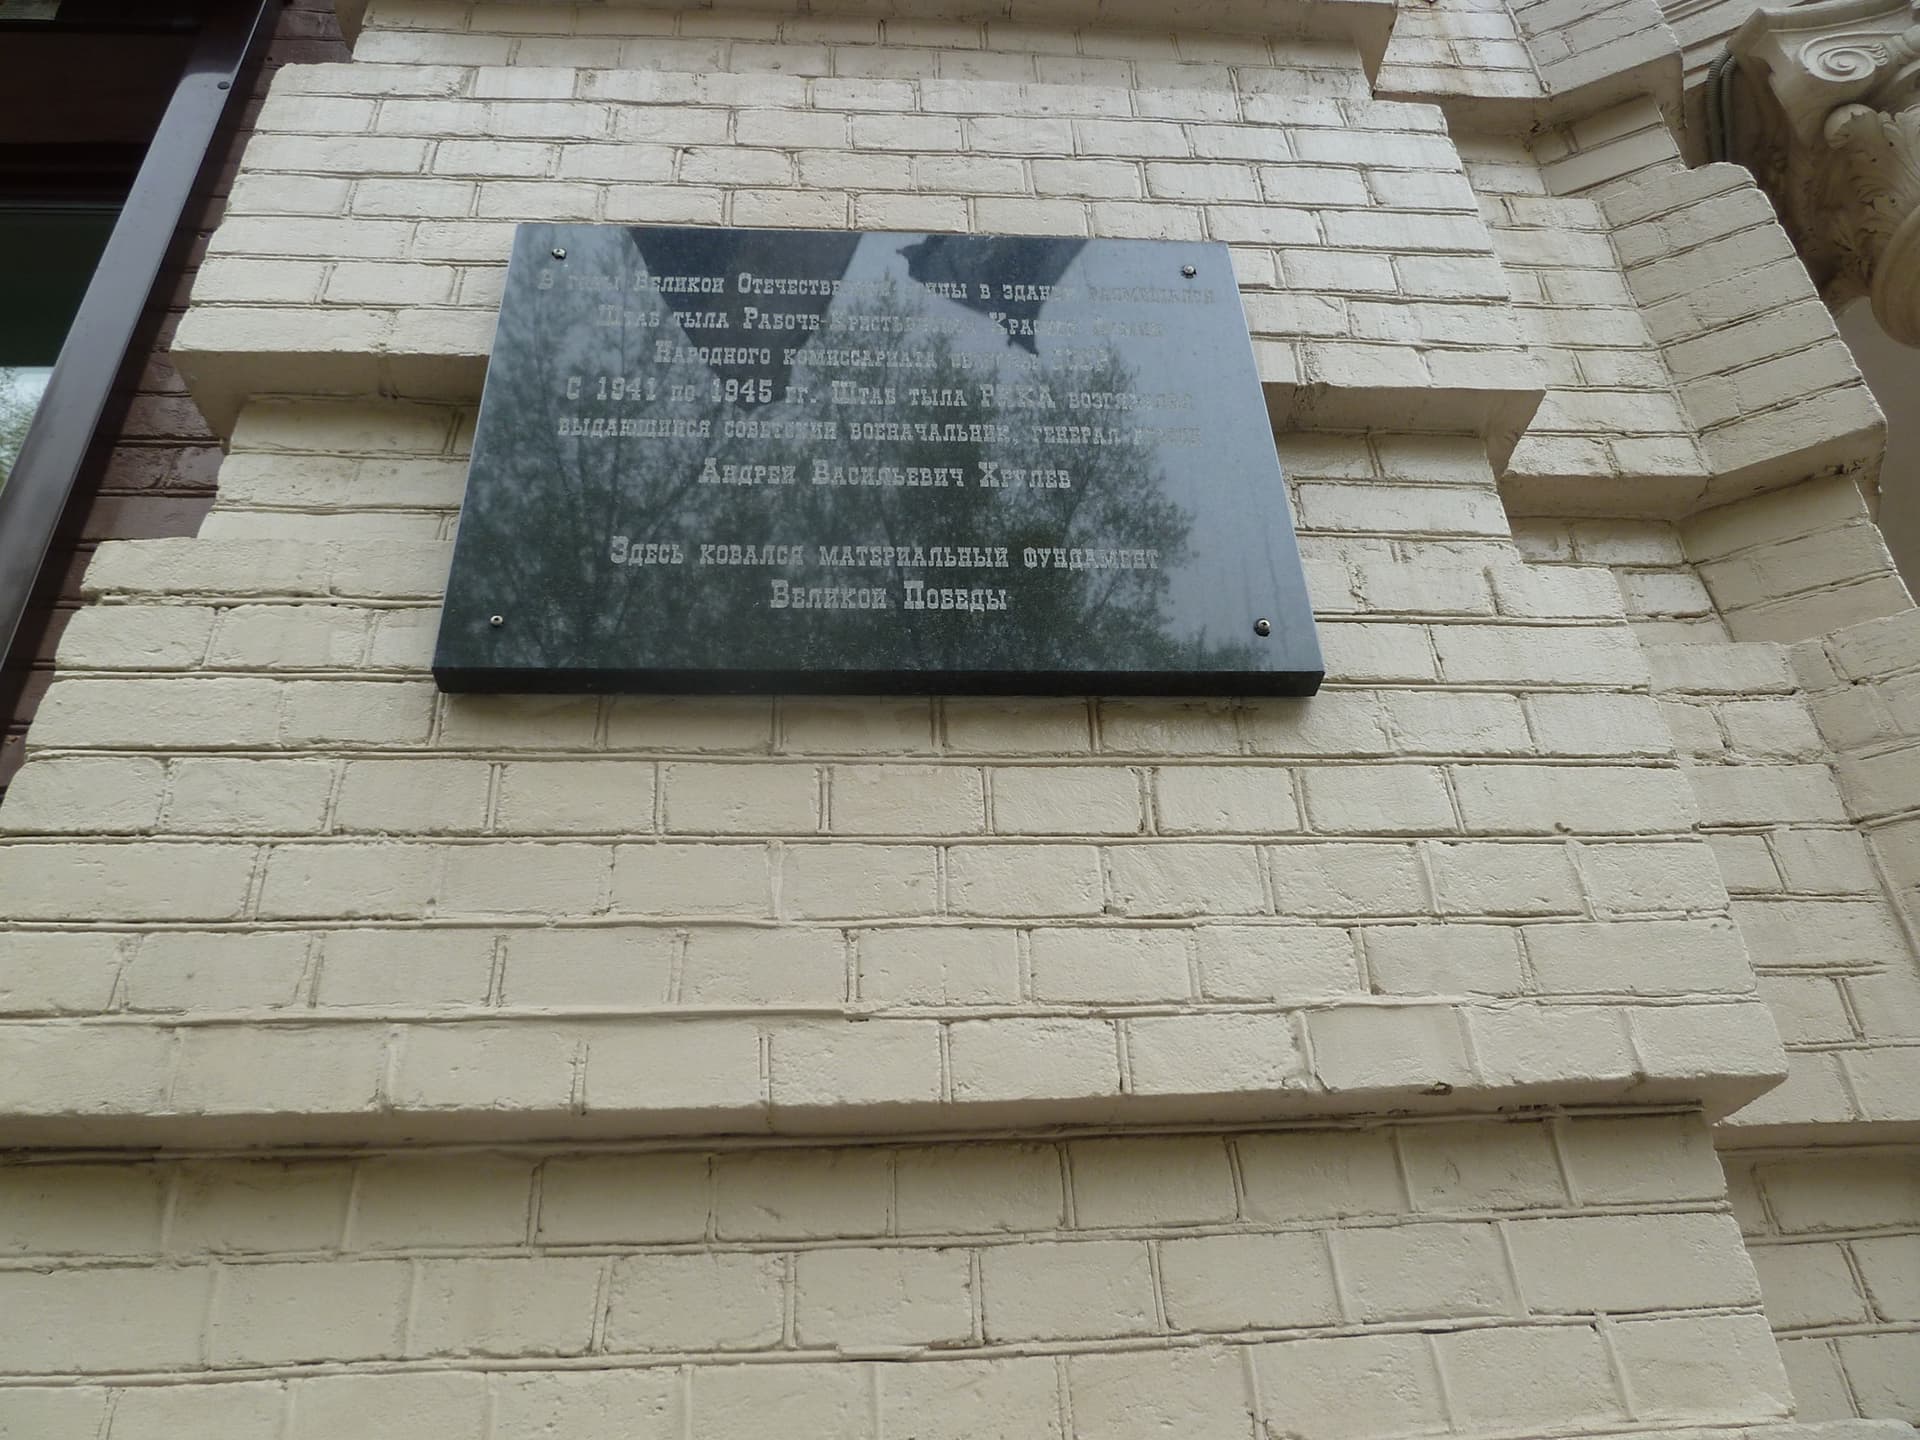 В годы Великой Отечественной войны в здании размещался
Штаб тыла Рабоче-Крестьянской Красной Армии
Народного комиссариата обороны СССР
С 1941 по 1945 гг. Штаб тыла РККА возглавлял
выдающийся советский военачальник, генерал армии
Андрей Васильевич Хрулев
Здесь ковался материальный фундамент
Великой Победы